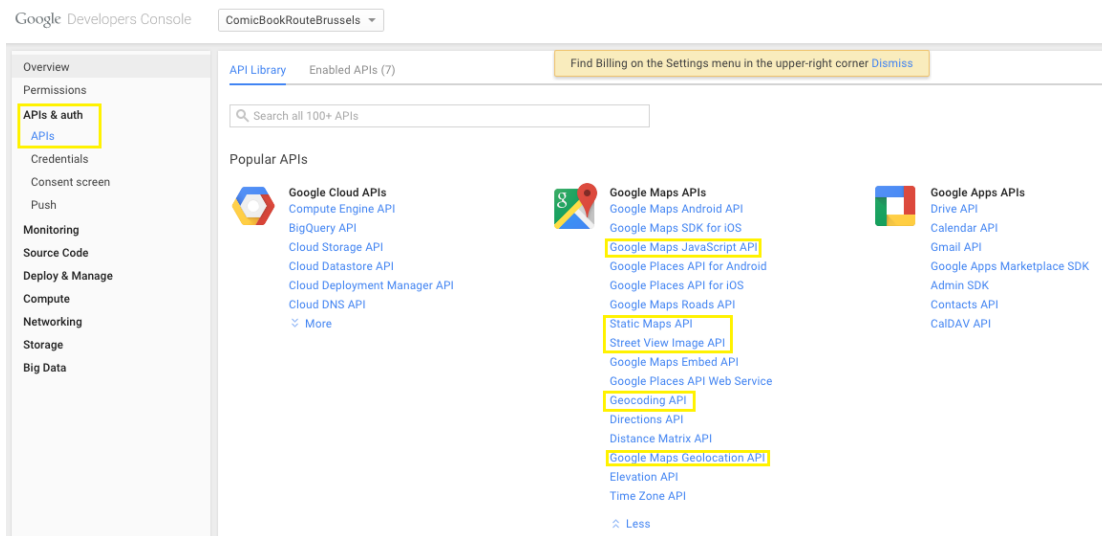 Google Developers Console
ComicBookRouteBrussels
Overview
Permissions
APIs & auth
APIs
Credentials
Consent screen
Push
Monitoring
Source Code
Deploy & Manage
Compute
Networking
Storage
Big Data
API Library Enabled APIs (7)
Find Billing on the Settings menu in the upper-right corner Dismiss
Search all 100+ APIs
Popular APIs
Google Cloud APIs
Compute Engine API
BigQuery API
Cloud Storage API
Cloud Datastore API
Cloud Deployment Manager API
Cloud DNS API
More
8
Google Maps APIs
Google Maps Android API
Google Maps SDK for iOS
Google Maps JavaScript API
Google Places API for Android
Google Places API for iOS
Google Maps Roads API
Static Maps API
Street View Image API
Google Maps Embed API
Google Places API Web Service
Geocoding API
Directions API
Distance Matrix API
Google Maps Geolocation API
Elevation API
Time Zone API
Less
Google Apps APIs
Drive API
Calendar API
Gmail API
Google Apps Marketplace SDK
Admin SDK
Contacts API
CalDAV API